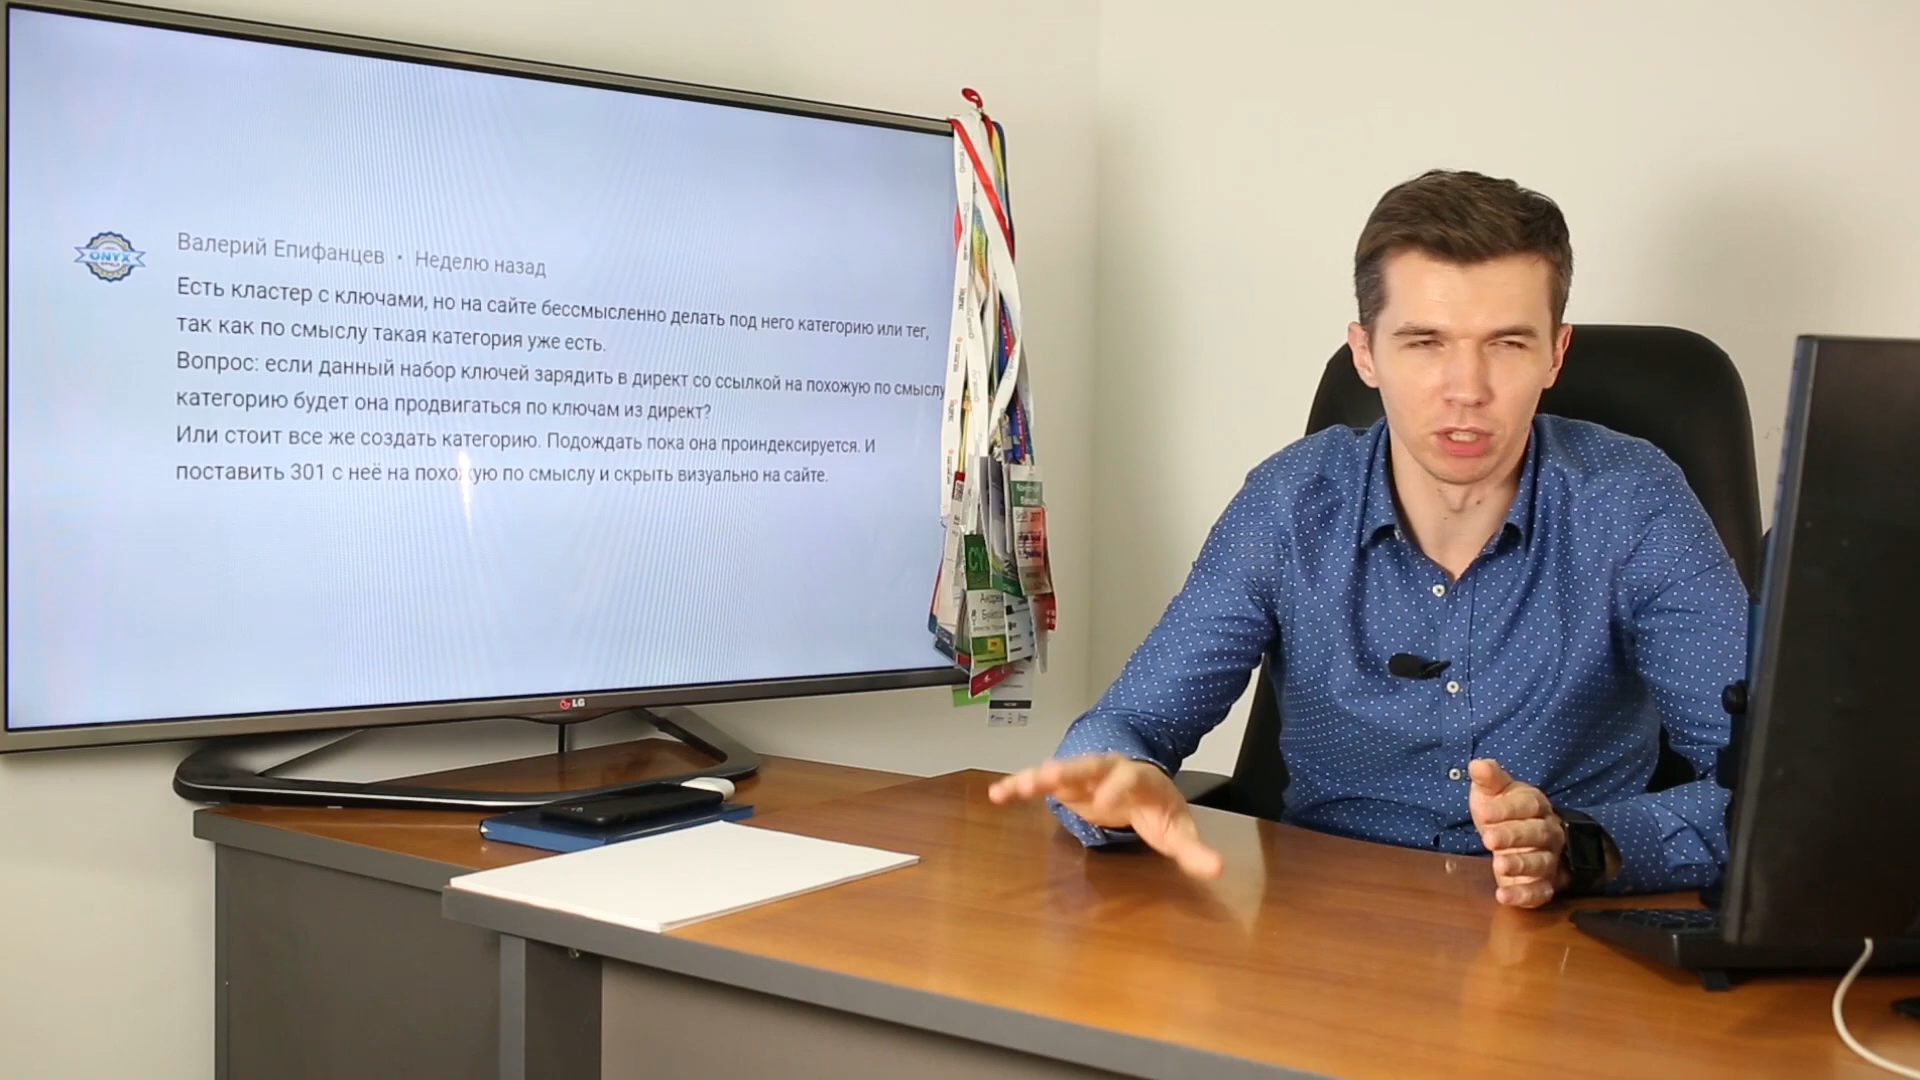 ONYX
Валерий Епифанцев · Неделю назад
Есть кластер с ключами, но на сайте бессмысленно делать под него категорию или тег,
так как по смыслу такая категория уже есть.
Вопрос: если данный набор ключей зарядить в директ со ссылкой на похожую по смыслу
категорию будет она продвигаться по ключам из директ?
Или стоит все же создать категорию. Подождать пока она проиндексируется. И
поставить 301 с неё на похожую по смыслу и скрыть визуально на сайте.
LG